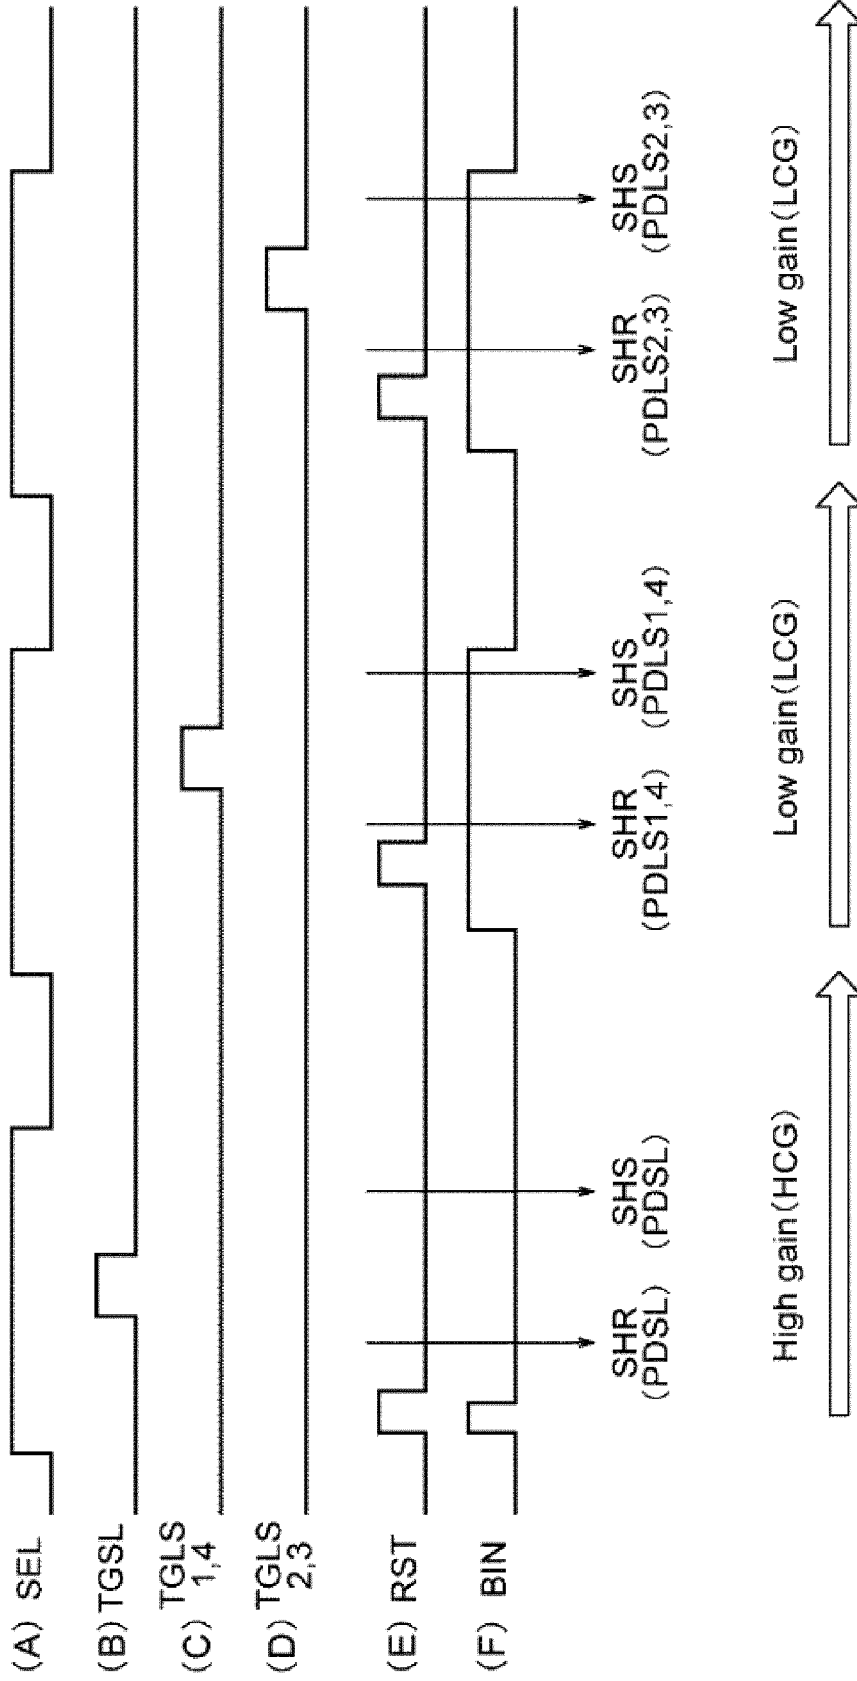 (A) SEL
(B) TGSL
(C) TGLS
1,4
(D) TGLS
2,3
(E) RST
(F) BIN
SHR
(PDSL)
SHS
(PDSL)
SHR
(PDLS1,4)
SHS
(PDLS1,4)
SHR
(PDLS2,3)
SHS
(PDLS2,3)
High gain(HCG)
Low gain(LCG)
Low gain(LCG)